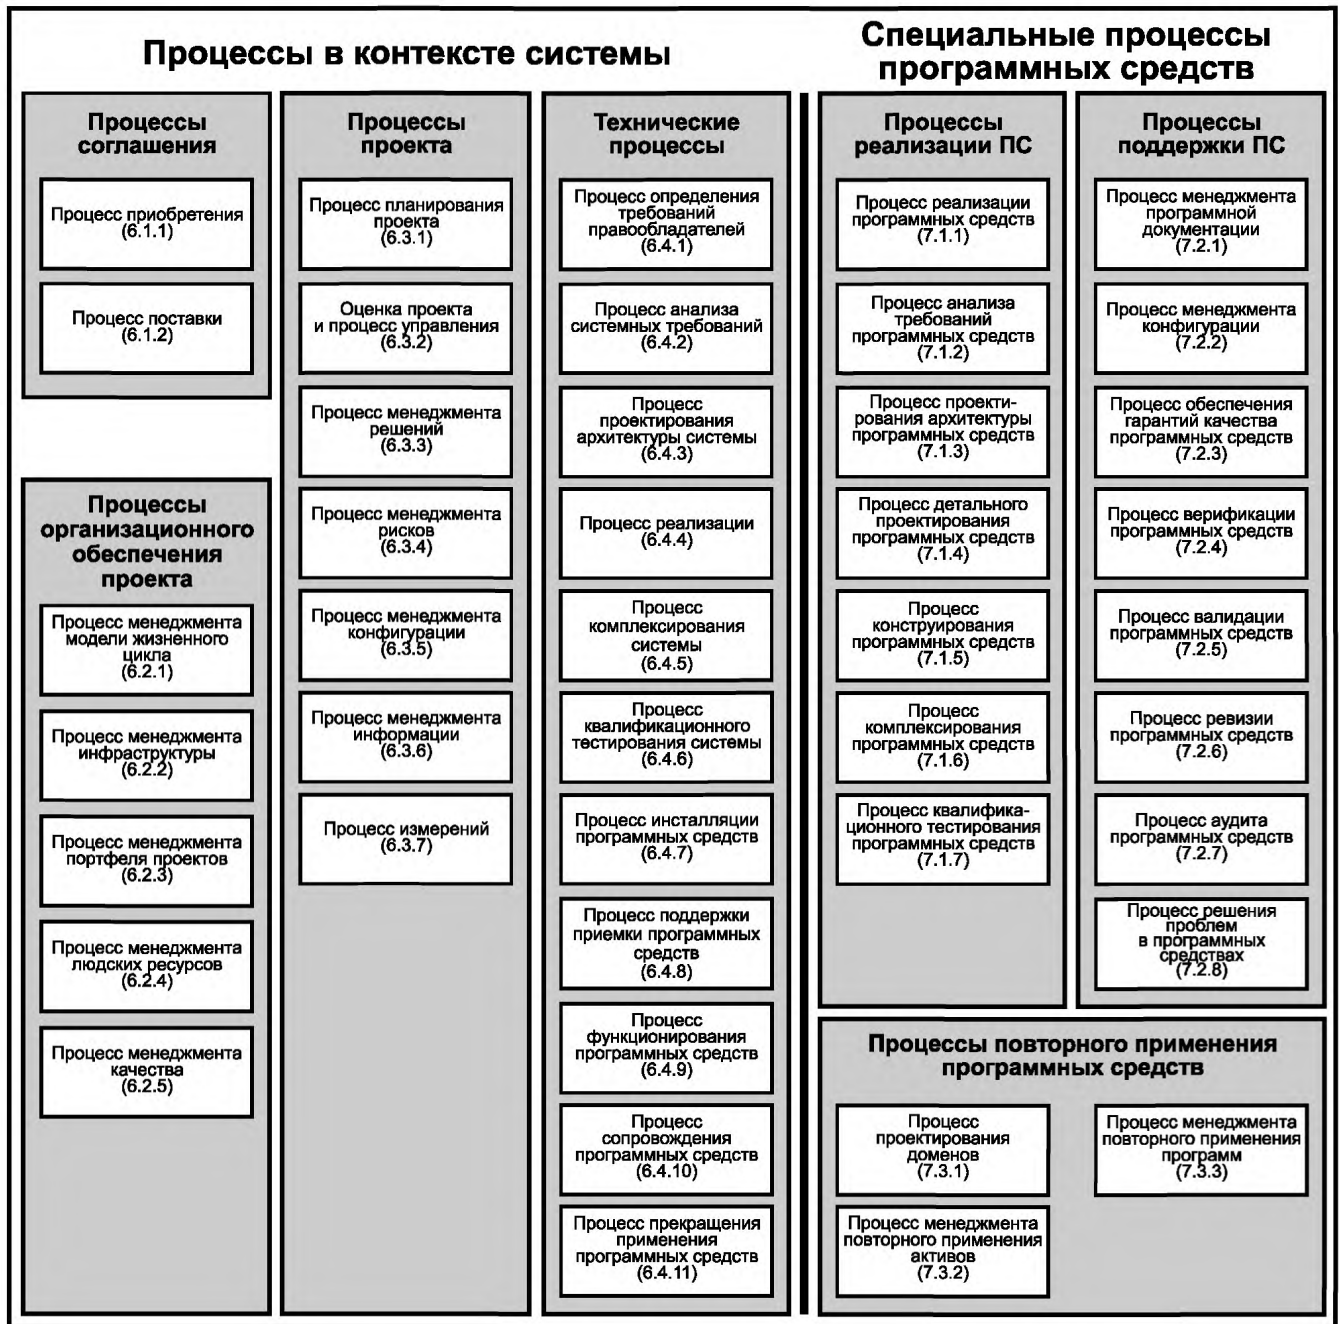 Процессы в контексте системы
Специальные процессы
программных средств
Процессы
соглашения
Процесс приобретения
(6.1.1)
Процесс поставки
(6.1.2)
Процессы
организационного
обеспечения
проекта
Процесс менеджмента
модели жизненного
цикла
(6.2.1)
Процесс менеджмента
инфраструктуры
(6.2.2)
Процесс менеджмента
портфеля проектов
(6.2.3)
Процесс менеджмента
людских ресурсов
(6.2.4)
Процесс менеджмента
качества
(6.2.5)
Процессы
проекта
Процесс планирования
проекта
(6.3.1)
Оценка проекта
и процесс управления
(6.3.2)
Процесс менеджмента
решений
(6.3.3)
Процесс менеджмента
рисков
(6.3.4)
Процесс менеджмента
конфигурации
(6.3.5)
Процесс менеджмента
информации
(6.3.6)
Процесс измерений
(6.3.7)
Технические
процессы
Процесс определения
требований
правообладателей
(6.4.1)
Процесс анализа
системных требований
(6.4.2)
Процесс
проектирования
архитектуры системы
(6.4.3)
Процесс реализации
(6.4.4)
Процесс
комплексирования
системы
(6.4.5)
Процесс
квалификационного
тестирования системы
(6.4.6)
Процесс инсталляции
программных средств
(6.4.7)
Процесс поддержки
приемки программных
средств
(6.4.8)
Процесс
функционирования
программных средств
(6.4.9)
Процесс
сопровождения
программных средств
(6.4.10)
Процесс прекращения
применения
программных средств
(6.4.11)
Процессы
реализации ПС
Процесс реализации
программных средств
(7.1.1)
Процесс анализа
требований
программных средств
(7.1.2)
Процесс проекти-
рования архитектуры
программных средств
(7.1.3)
Процесс детального
проектирования
программных средств
(7.1.4)
Процесс
конструирования
программных средств
(7.1.5)
Процесс
комплексирования
программных средств
(7.1.6)
Процесс квалифика-
ционного тестирования
программных средств
(7.1.7)
Процессы
поддержки ПС
Процесс менеджмента
программной
документации
(7.2.1)
Процесс менеджмента
конфигурации
(7.2.2)
Процесс обеспечения
гарантий качества
программных средств
(7.2.3)
Процесс верификации
программных средств
(7.2.4)
Процесс валидации
программных средств
(7.2.5)
Процесс ревизии
программных средств
(7.2.6)
Процесс аудита
программных средств
(7.2.7)
Процесс решения
проблем
в программных
средствах
(7.2.8)
Процессы повторного применения
программных средств
Процесс
проектирования
доменов
(7.3.1)
Процесс менеджмента
повторного применения
активов
(7.3.2)
Процесс менеджмента
повторного применения
программ
(7.3.3)